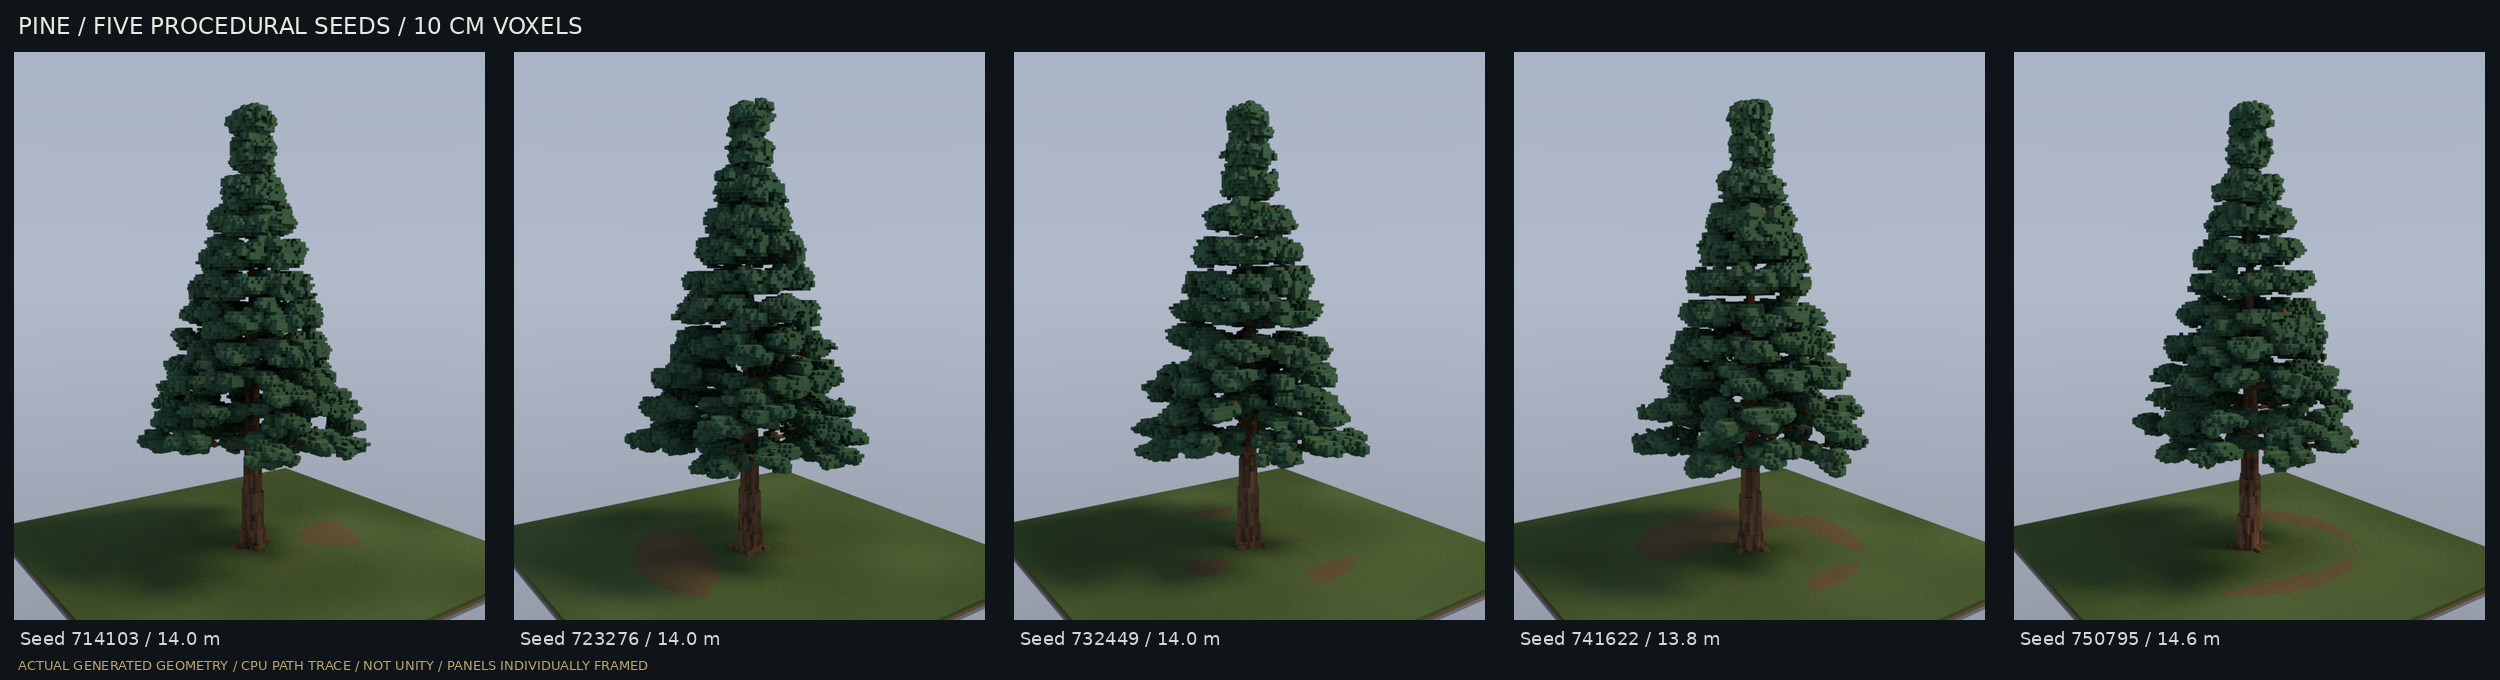 PINE / FIVE PROCEDURAL SEEDS / 10 CM VOXELS
Seed 714103 / 14.0 m
Seed 723276 / 14.0 m
Seed 732449 / 14.0 m
Seed 741622 / 13.8 m
Seed 750795 / 14.6 m
ACTUAL GENERATED GEOMETRY / CPU PATH TRACE / NOT UNITY / PANELS INDIVIDUALLY FRAMED